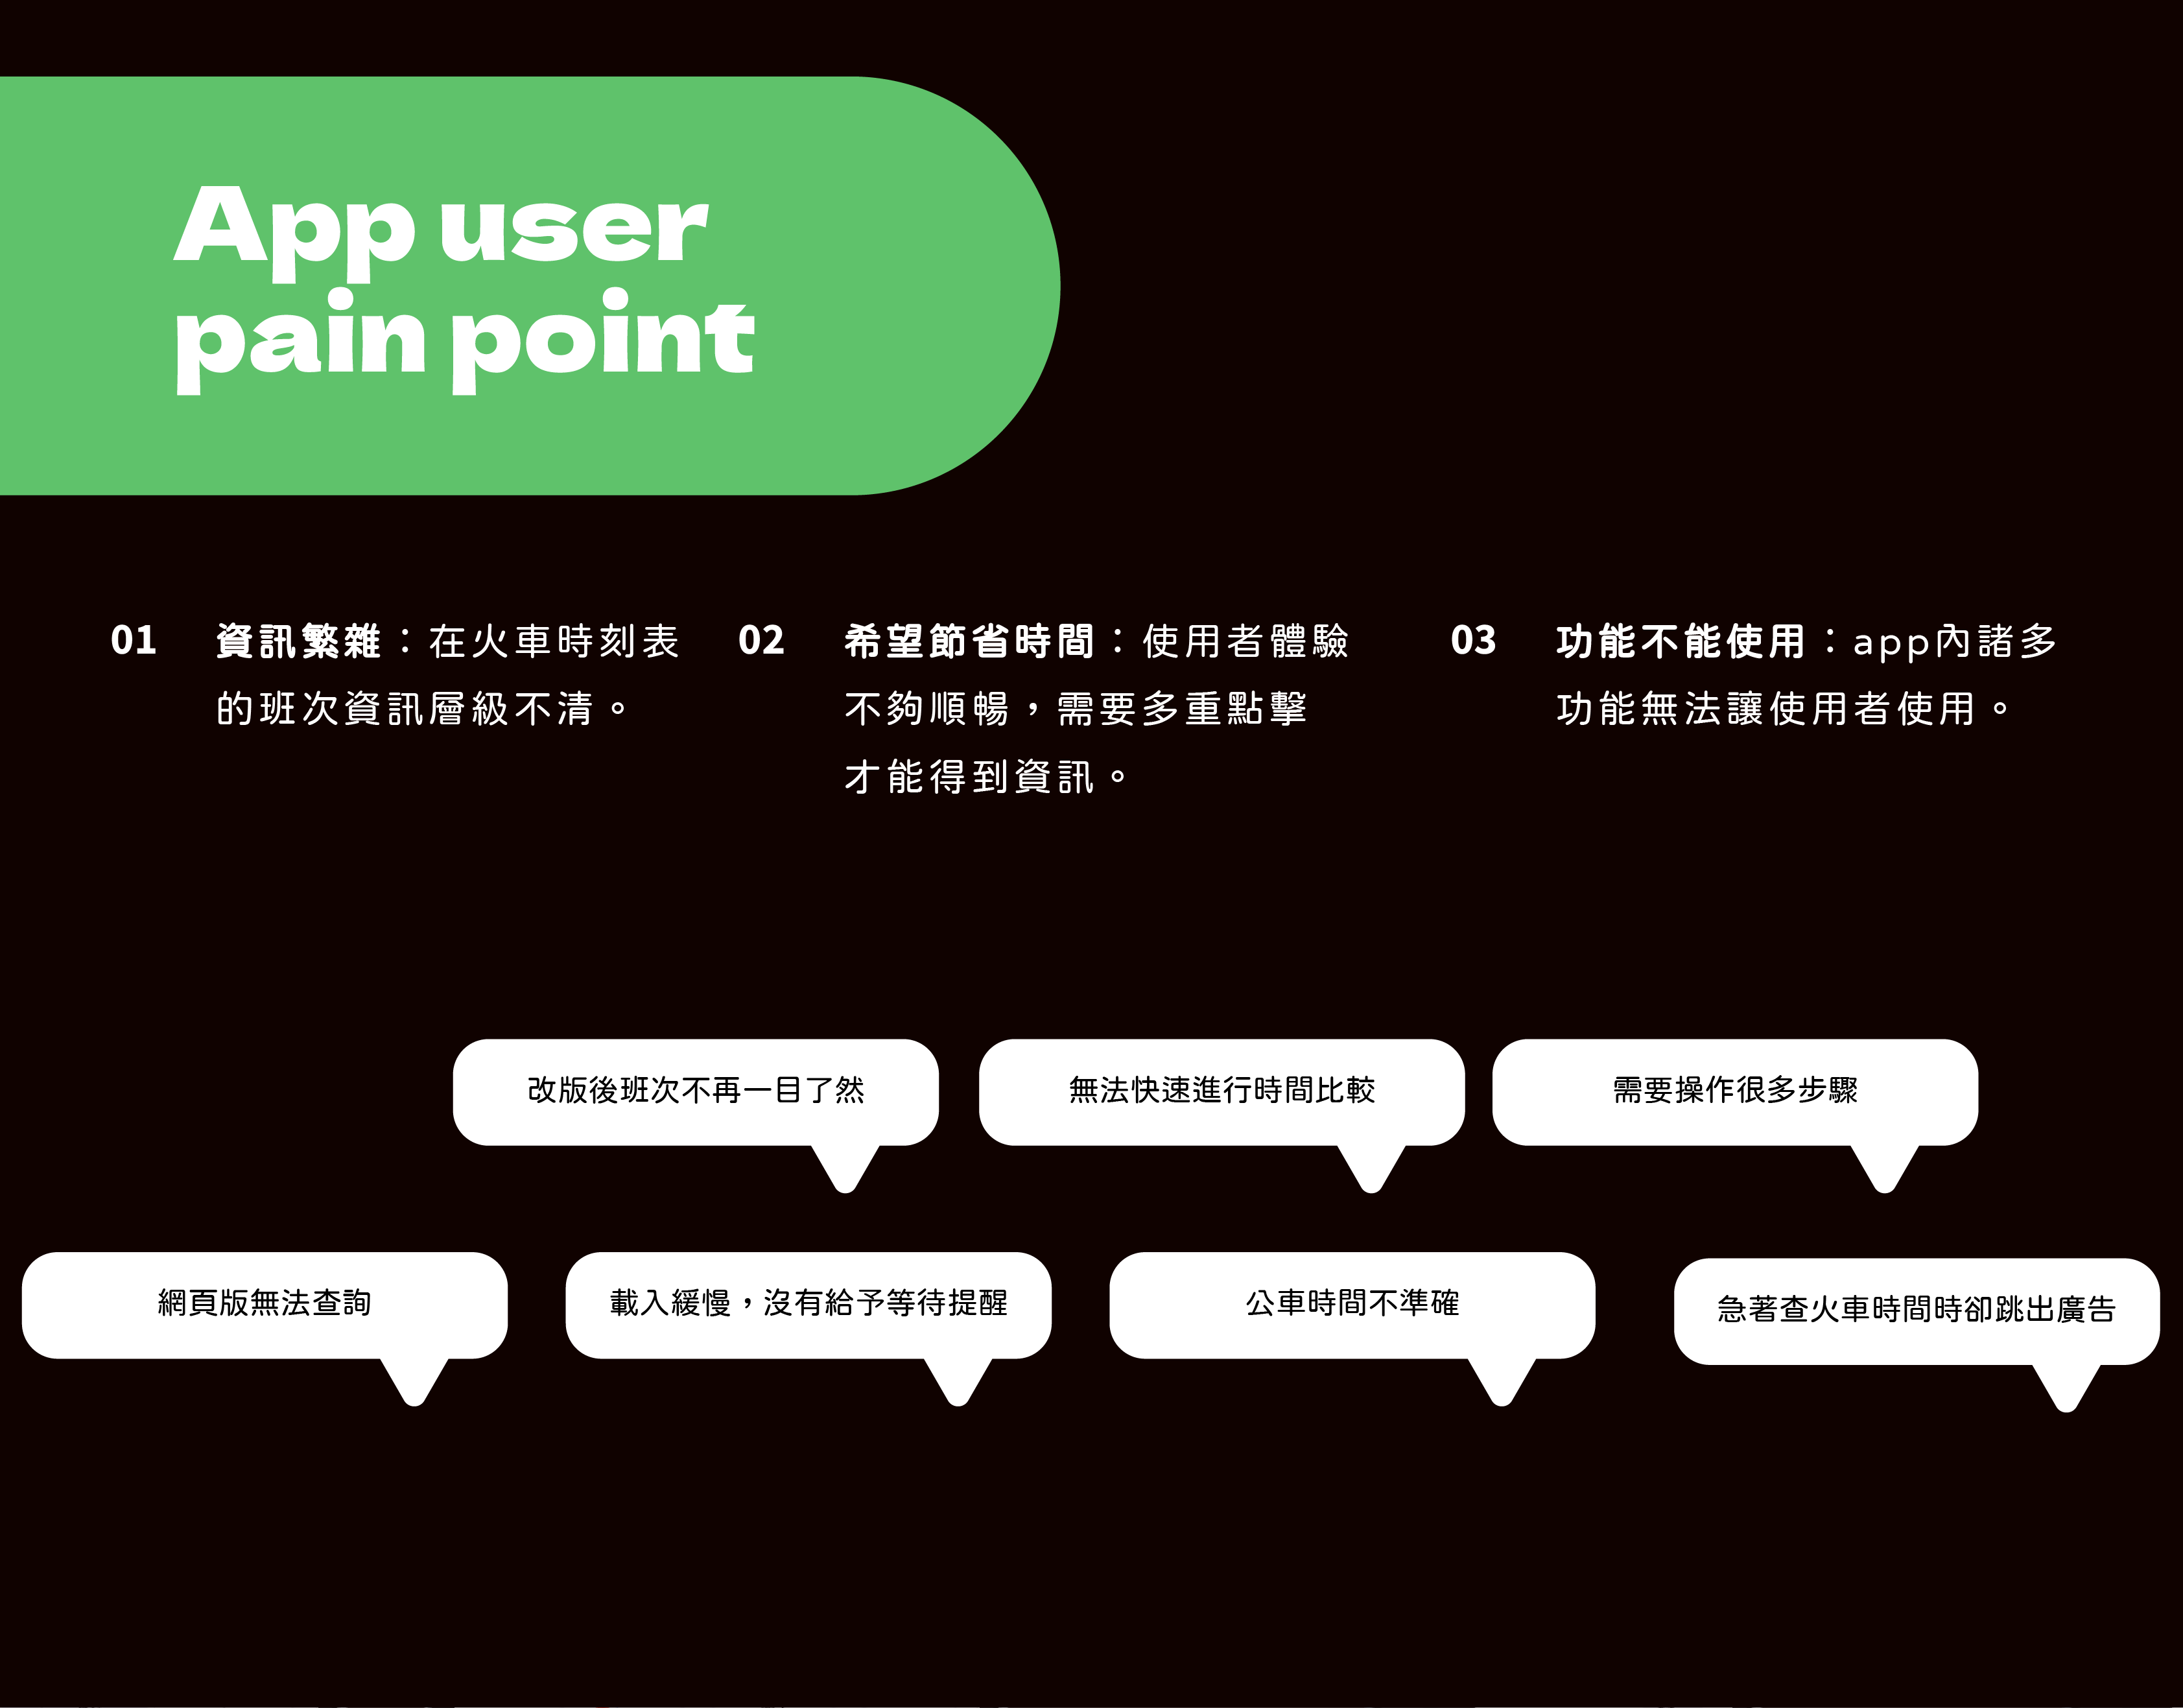 App user
pain point
01 資訊繁雜：在火車時刻表
的班次資訊層級不清。
02 希望節省時間：使用者體驗
不夠順暢，需要多重點擊
才能得到資訊。
03 功能不能使用：app內諸多
功能無法讓使用者使用。
改版後班次不再一目了然
無法快速進行時間比較
需要操作很多步驟
網頁版無法查詢
載入緩慢，沒有給予等待提醒
公車時間不準確
急著查火車時間時卻跳出廣告